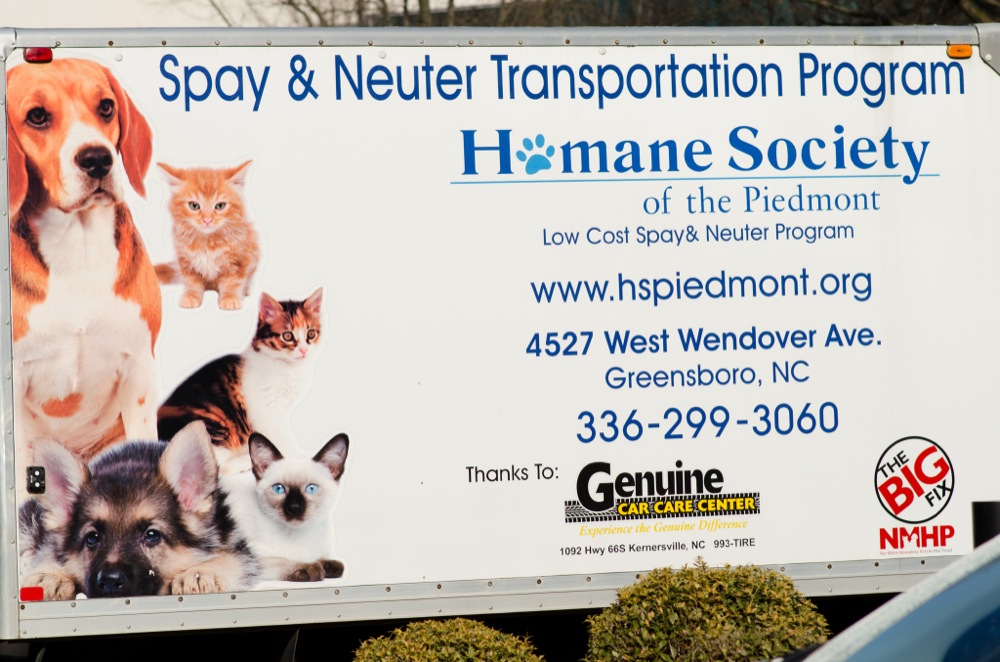 Spay & Neuter Transportation Program
Humane Society
of the Piedmont
Low Cost Spay& Neuter Program
www.hspiedmont.org
4527 West Wendover Ave.
Greensboro, NC
336-299-3060
Thanks To:
Genuine
CAR CARE CENTER
Experience the Genuine Difference
1092 Hwy 66S Kernersville, NC 993-TIRE
THE
BIG
FIX
NMHP